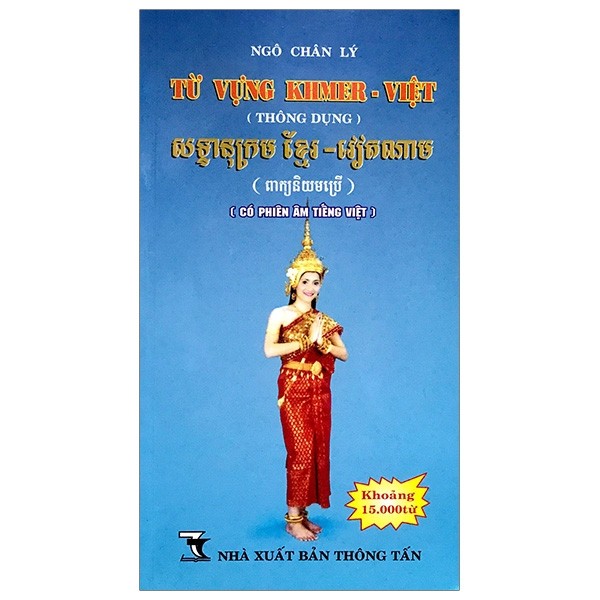 NGÔ CHÂN LÝ
TỪ VỰNG KHMER - VIỆT
( THÔNG DỤNG )
សទ្ទានុក្រម ខ្មែរ - វៀតណាម
( ពាក្យនិយមប្រើ )
( CÓ PHIÊN ÂM TIẾNG VIỆT )
Khoảng
15.000từ
NHÀ XUẤT BẢN THÔNG TẤN